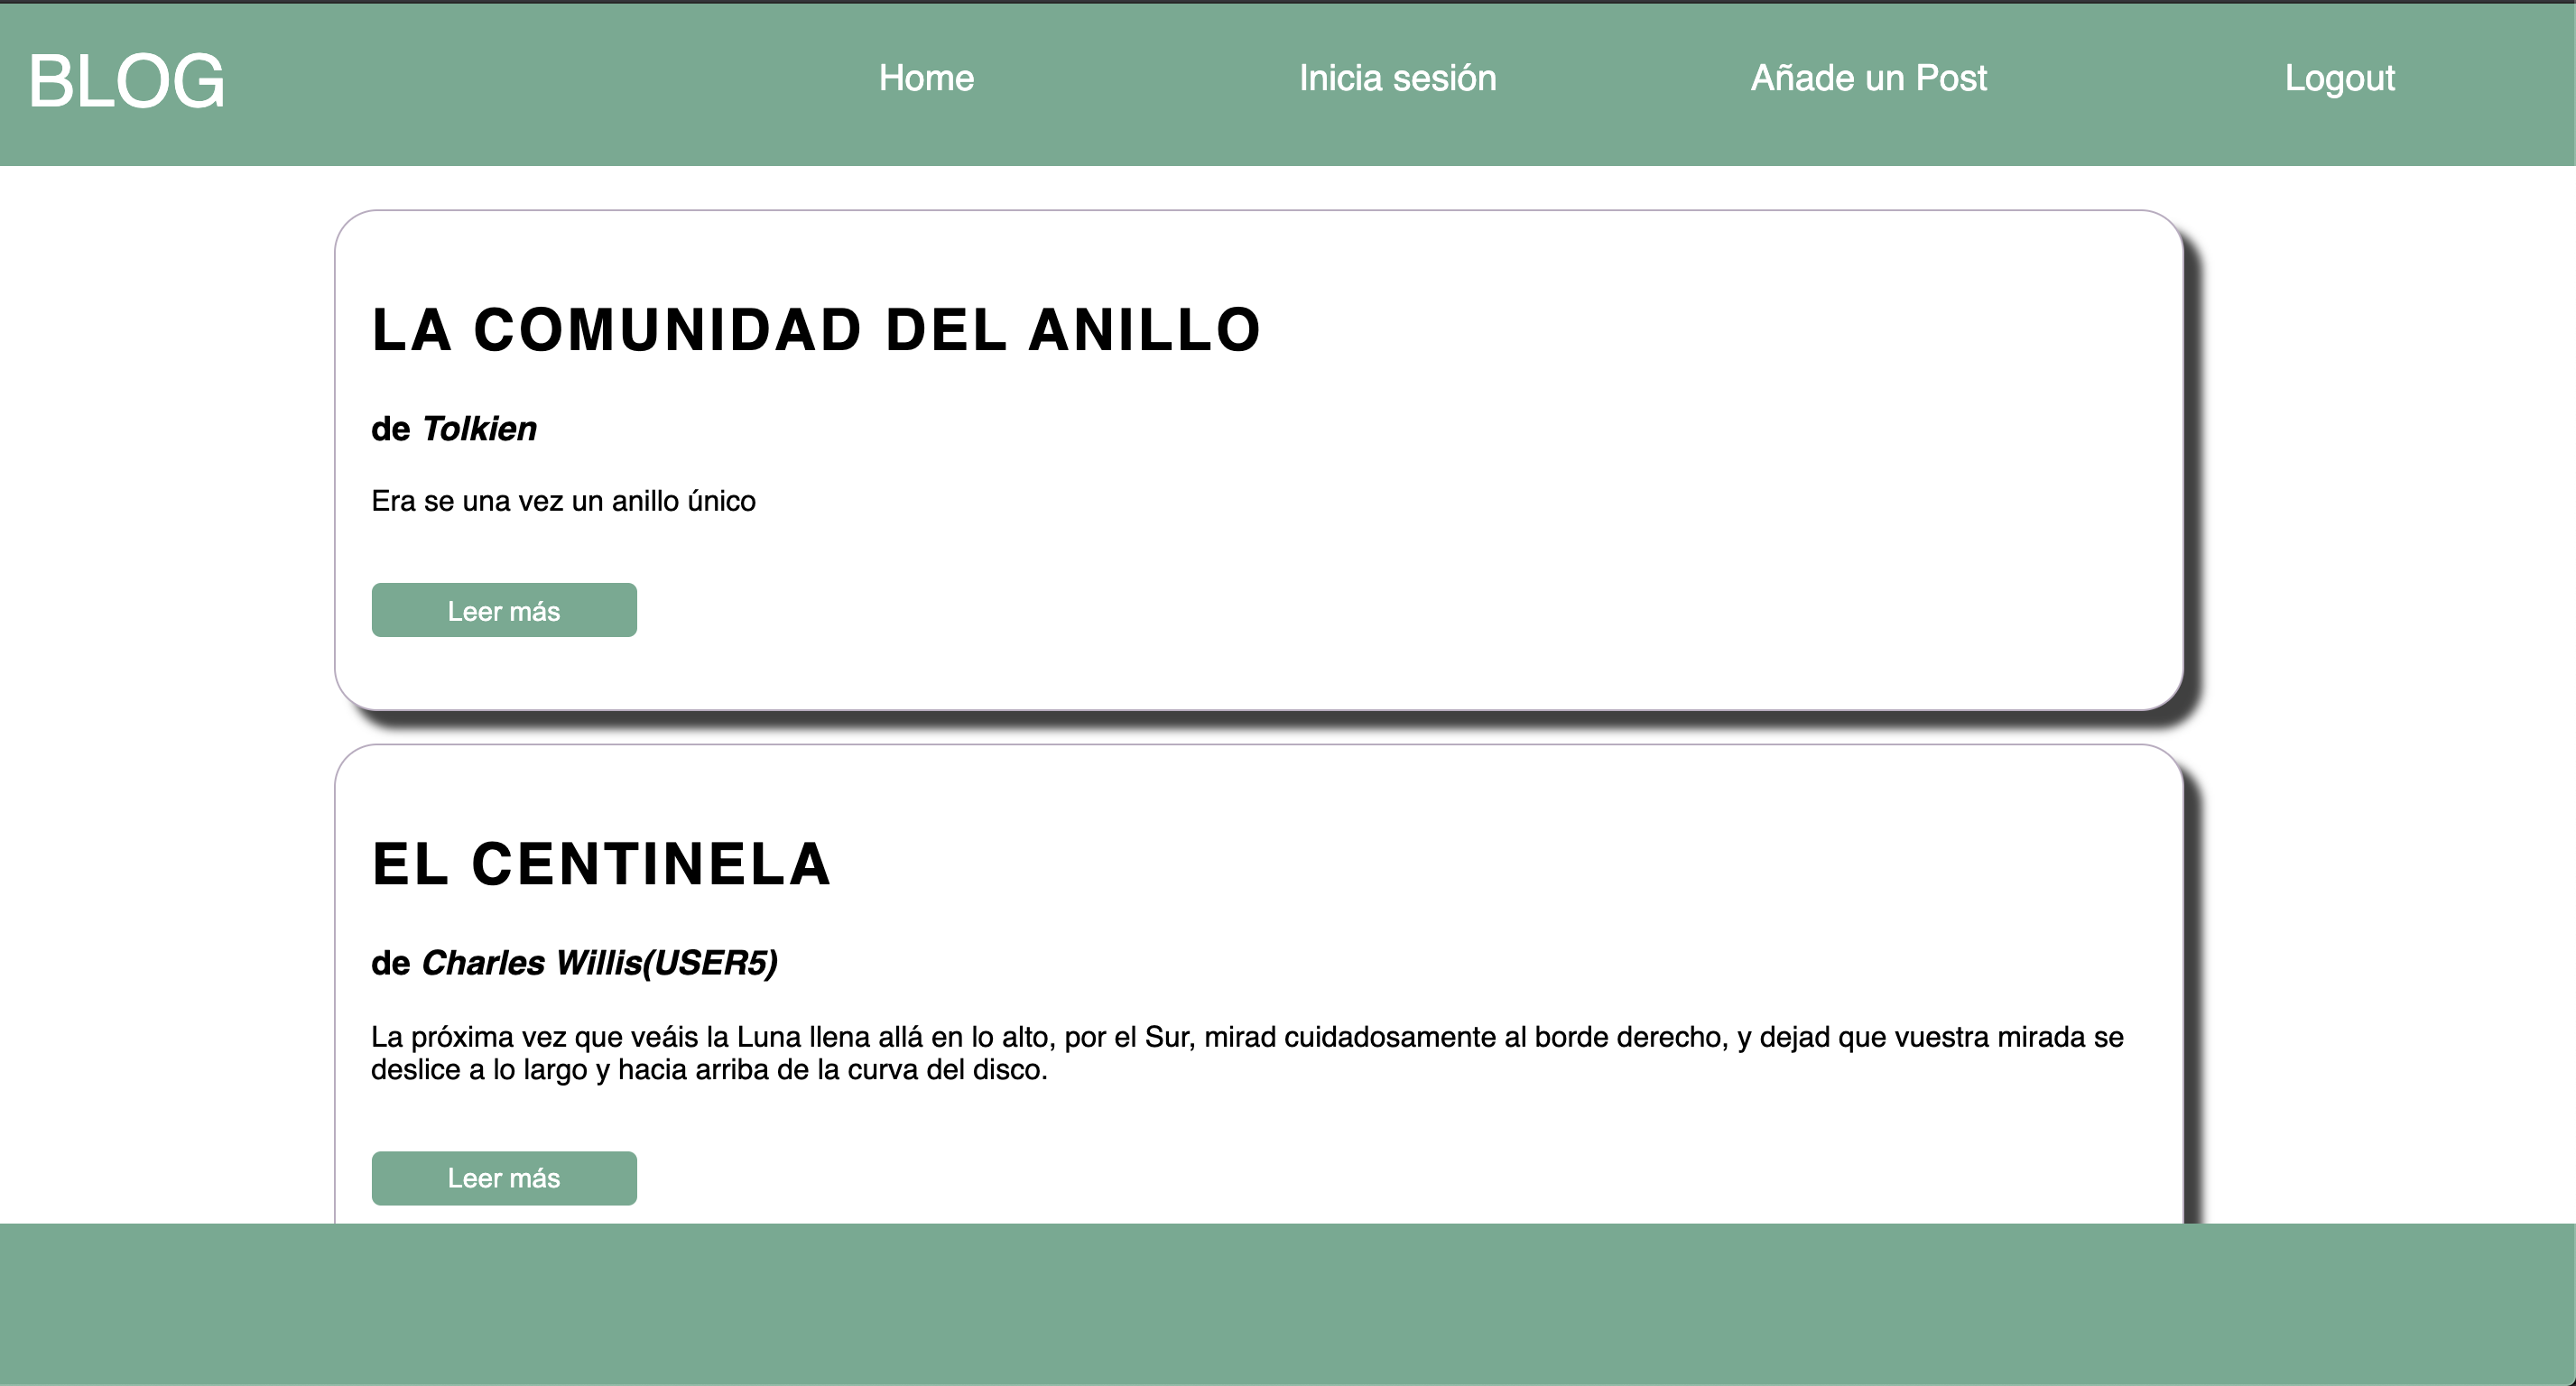 BLOG
Home
Inicia sesión
Añade un Post
Logout
LA COMUNIDAD DEL ANILLO
de Tolkien
Era se una vez un anillo único
Leer más
EL CENTINELA
de Charles Willis(USER5)
La próxima vez que veáis la Luna llena allá en lo alto, por el Sur, mirad cuidadosamente al borde derecho, y dejad que vuestra mirada se
deslice a lo largo y hacia arriba de la curva del disco.
Leer más